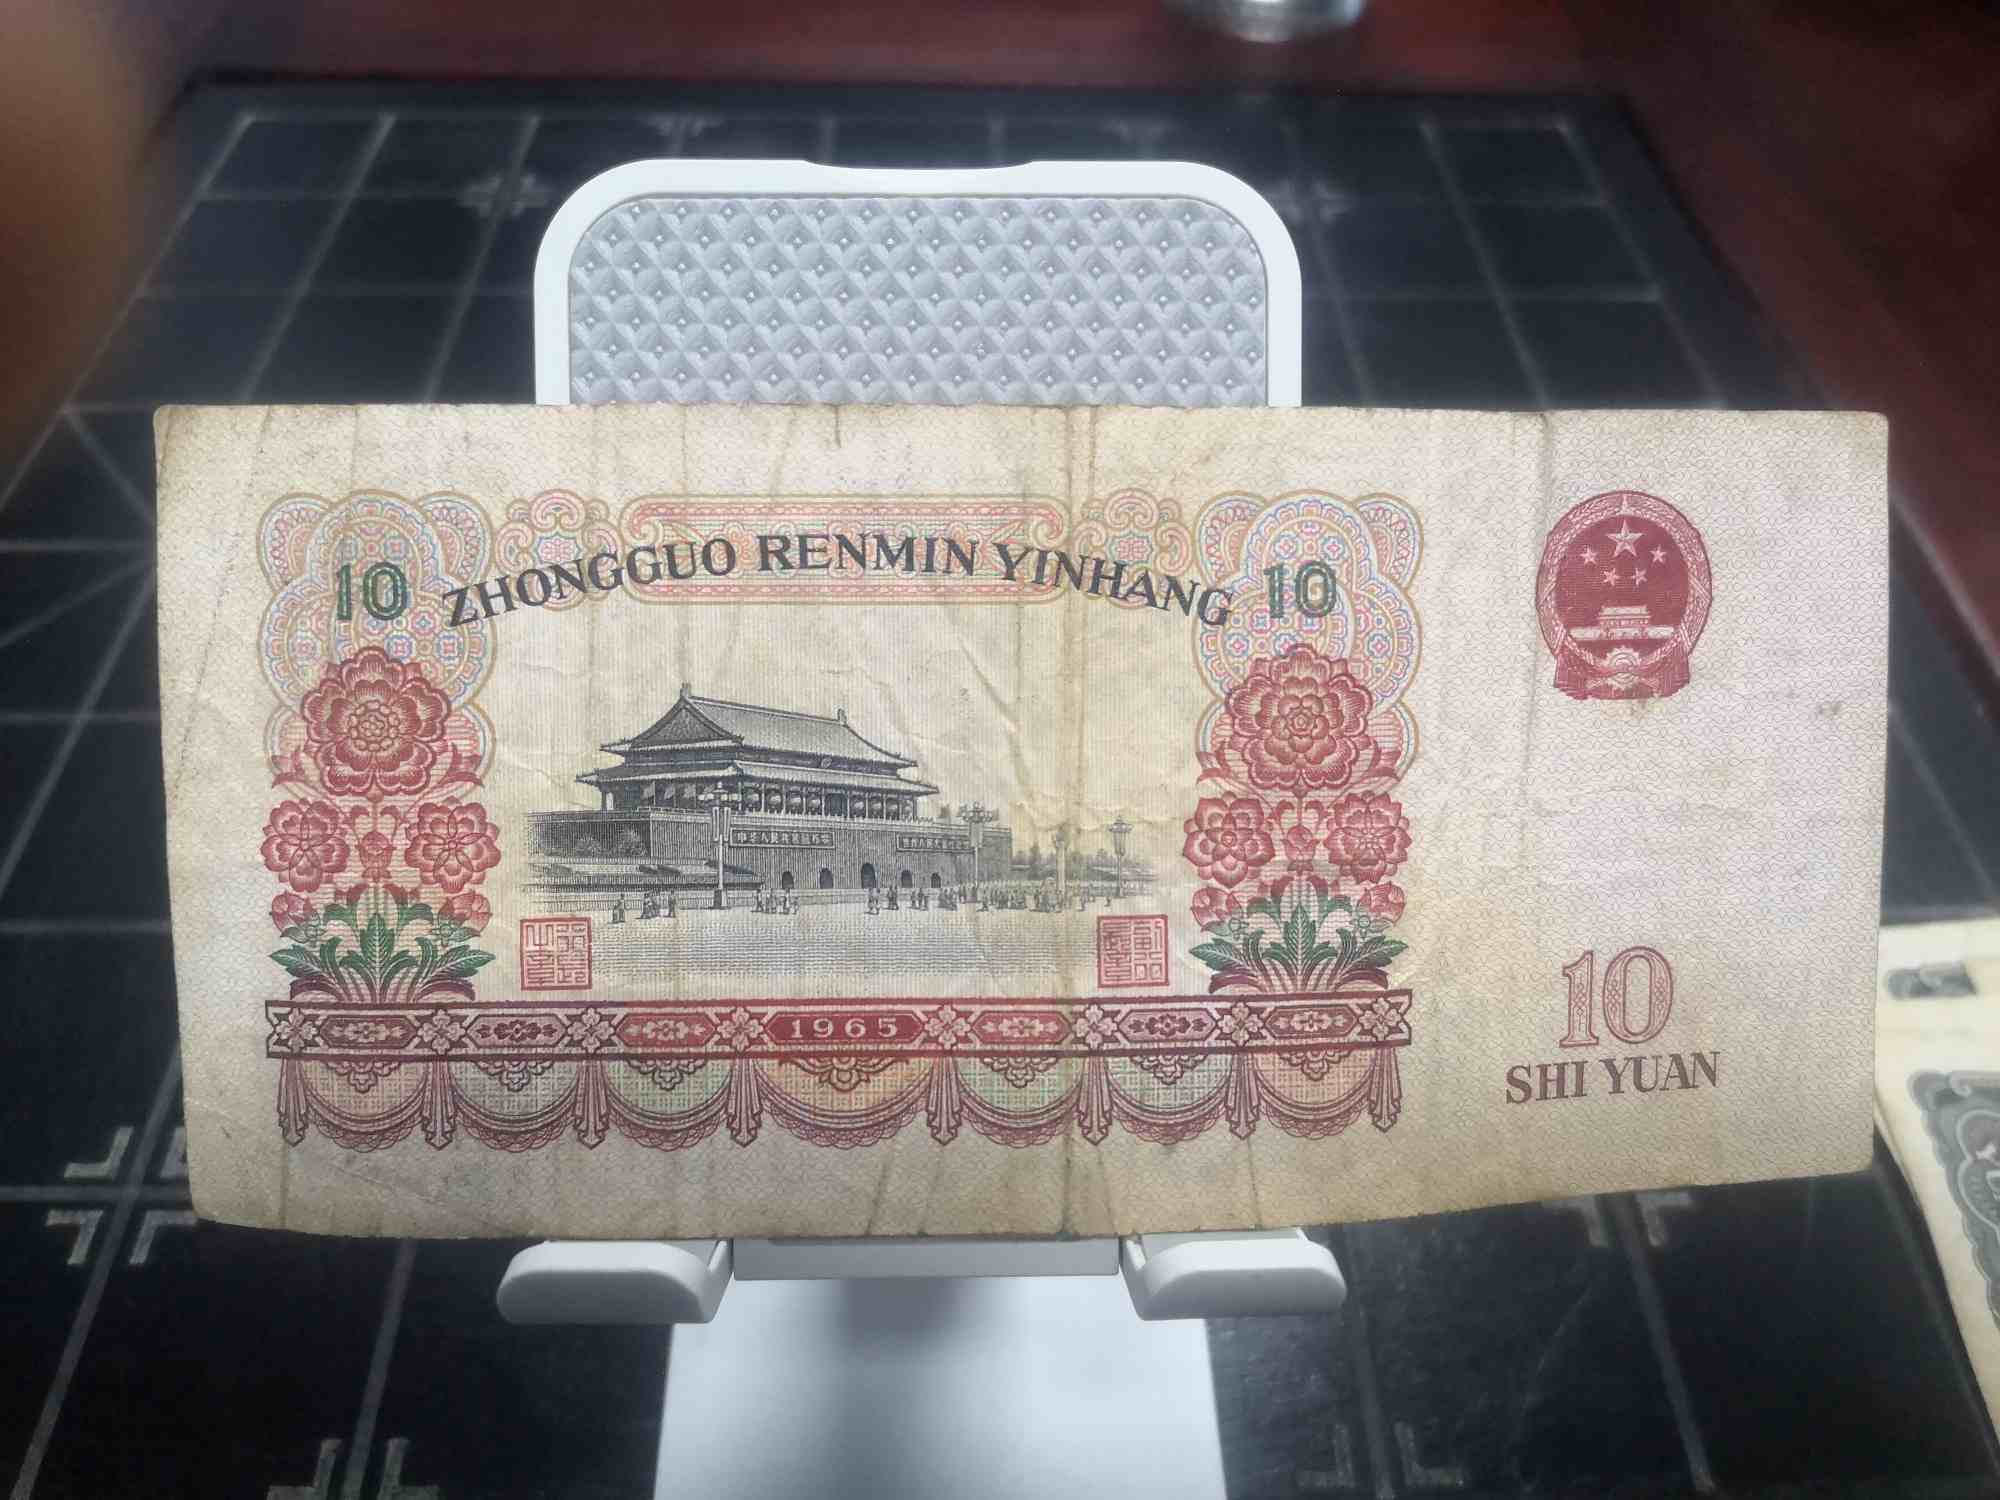 10 ZHONGGUO RENMIN YINHANG 10
1965
10
SHI YUAN